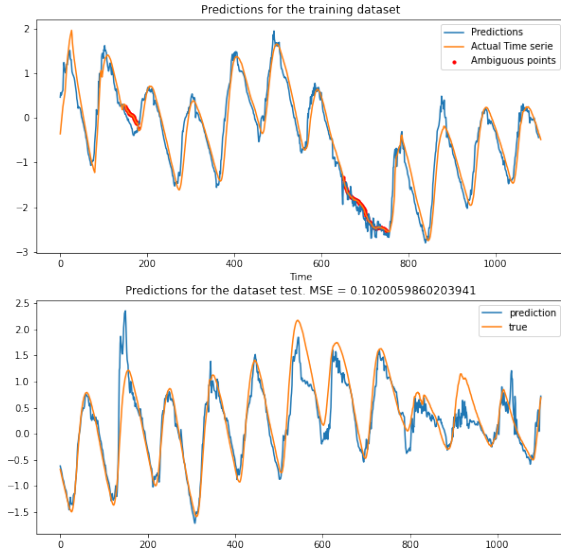 Predictions for the training dataset
2
1
0
−1
−2
−3
Predictions
Actual Time serie
Ambiguous points
0 200 400 600 800 1000
Time
Predictions for the dataset test. MSE = 0.1020059860203941
2.5
2.0
1.5
1.0
0.5
0.0
−0.5
−1.0
−1.5
prediction
true
0 200 400 600 800 1000